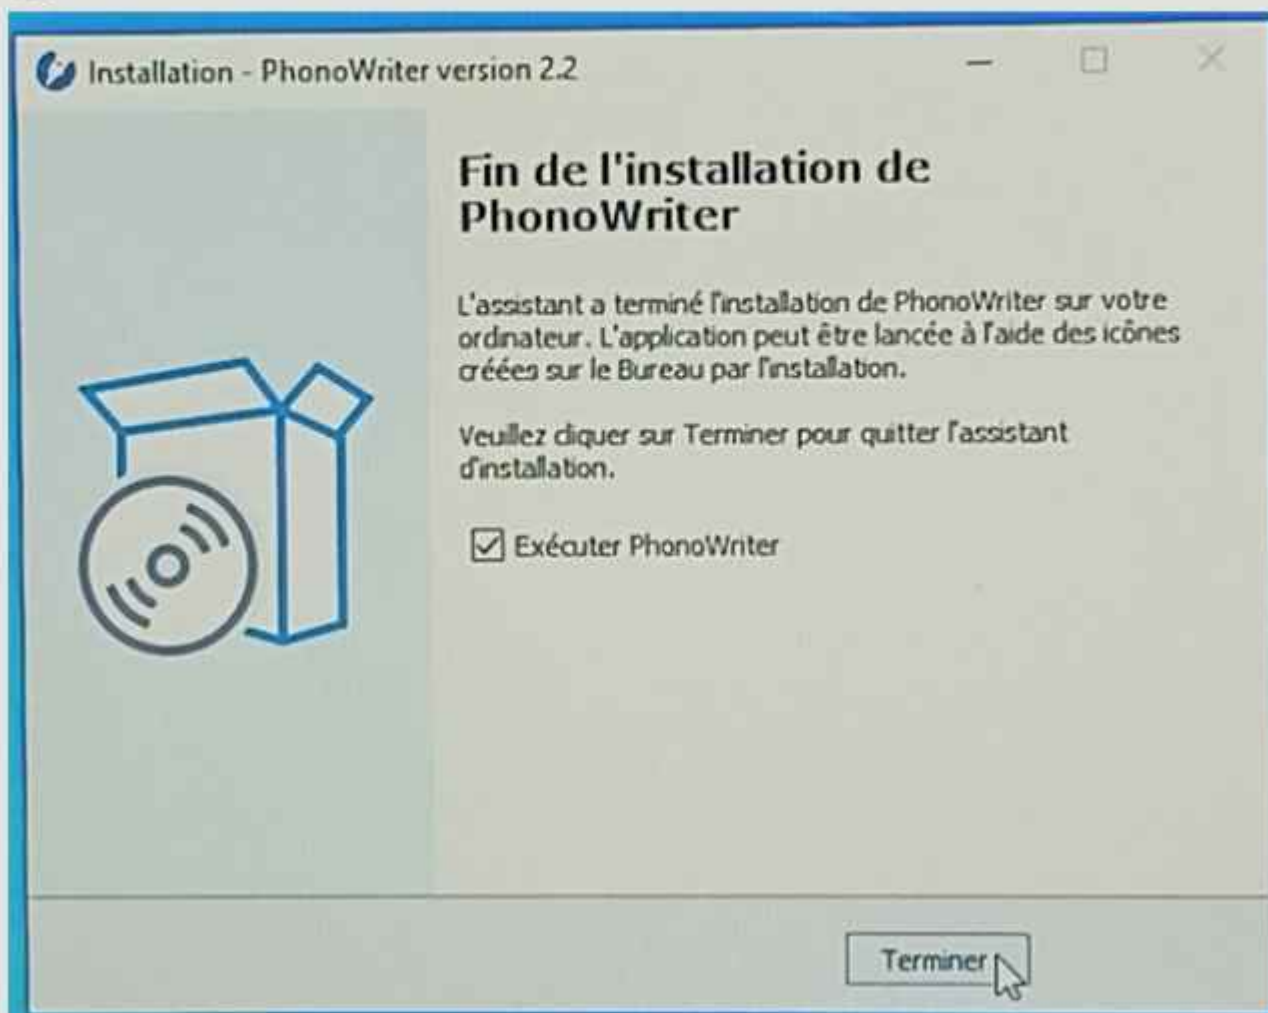 Installation - PhonoWriter version 2.2
Fin de l'installation de
PhonoWriter
L'assistant a terminé l'installation de PhonoWriter sur votre
ordinateur. L'application peut être lancée à l'aide des icônes
créées sur le Bureau par l'installation.
Veuillez cliquer sur Terminer pour quitter l'assistant
d'installation.
Exécuter PhonoWriter
Terminer